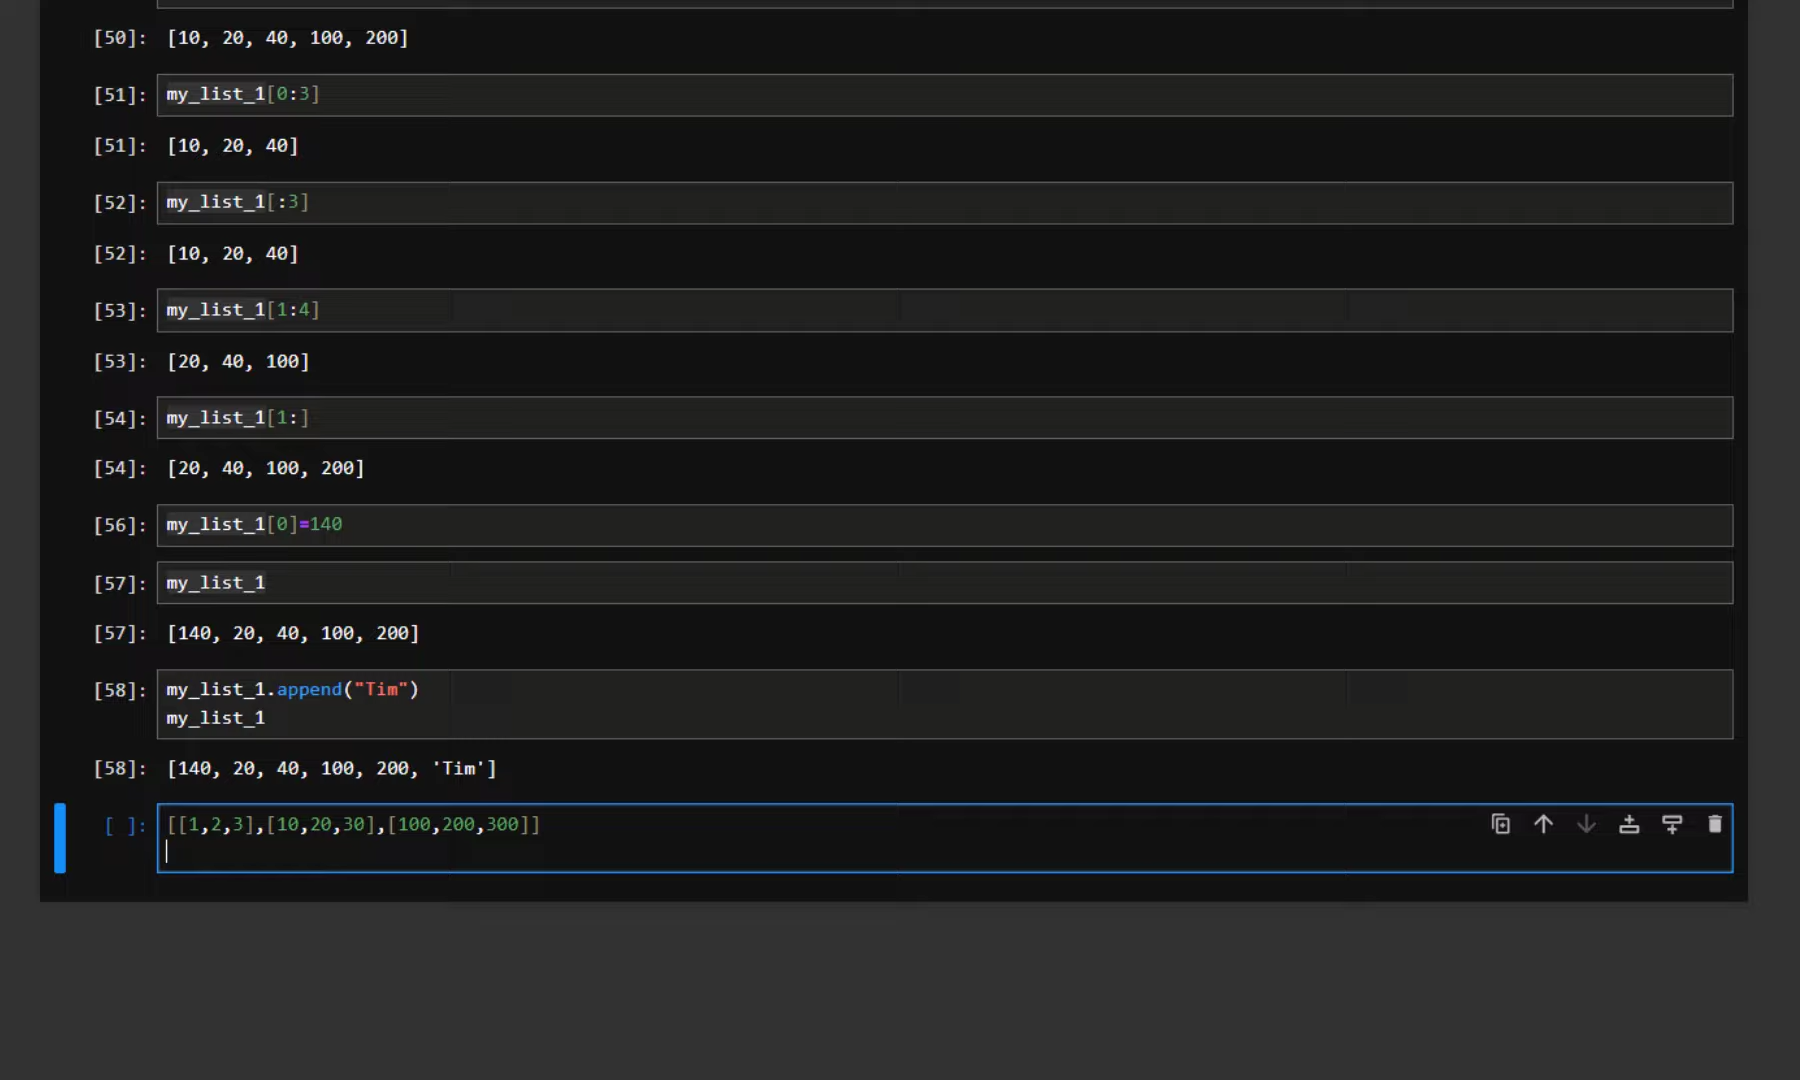 [50]: [10, 20, 40, 100, 200]
[51]: my_list_1[0:3]
[51]: [10, 20, 40]
[52]: my_list_1[:3]
[52]: [10, 20, 40]
[53]: my_list_1[1:4]
[53]: [20, 40, 100]
[54]: my_list_1[1:]
[54]: [20, 40, 100, 200]
[56]: my_list_1[0]=140
[57]: my_list_1
[57]: [140, 20, 40, 100, 200]
[58]: my_list_1.append("Tim")
my_list_1
[58]: [140, 20, 40, 100, 200, 'Tim']
[ ]: [[1,2,3],[10,20,30],[100,200,300]]